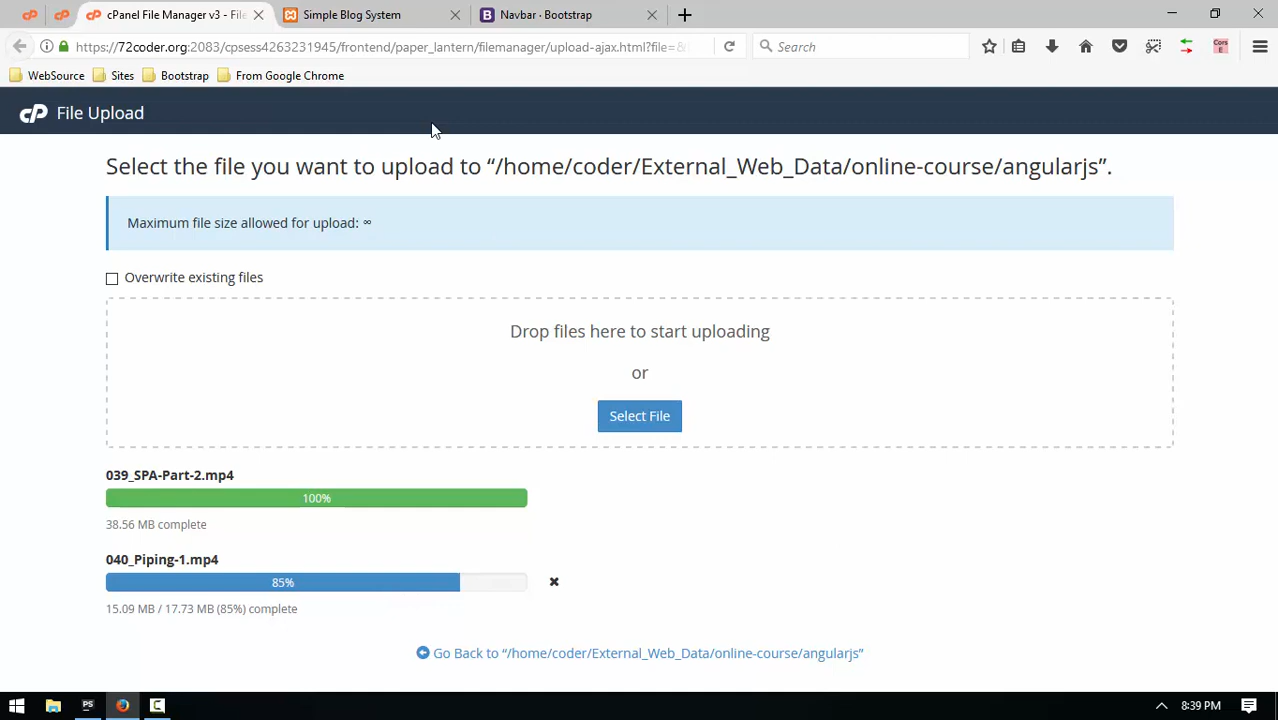 cPanel File Manager v3 - File
Simple Blog System
Navbar · Bootstrap
https://72coder.org:2083/cpsess4263231945/frontend/paper_lantern/filemanager/upload-ajax.html?file=&
Search
WebSource
Sites
Bootstrap
From Google Chrome
cP File Upload
Select the file you want to upload to “/home/coder/External_Web_Data/online-course/angularjs”.
Maximum file size allowed for upload: ∞
Overwrite existing files
Drop files here to start uploading
or
Select File
039_SPA-Part-2.mp4
100%
38.56 MB complete
040_Piping-1.mp4
85%
15.09 MB / 17.73 MB (85%) complete
Go Back to “/home/coder/External_Web_Data/online-course/angularjs”
PS
8:39 PM